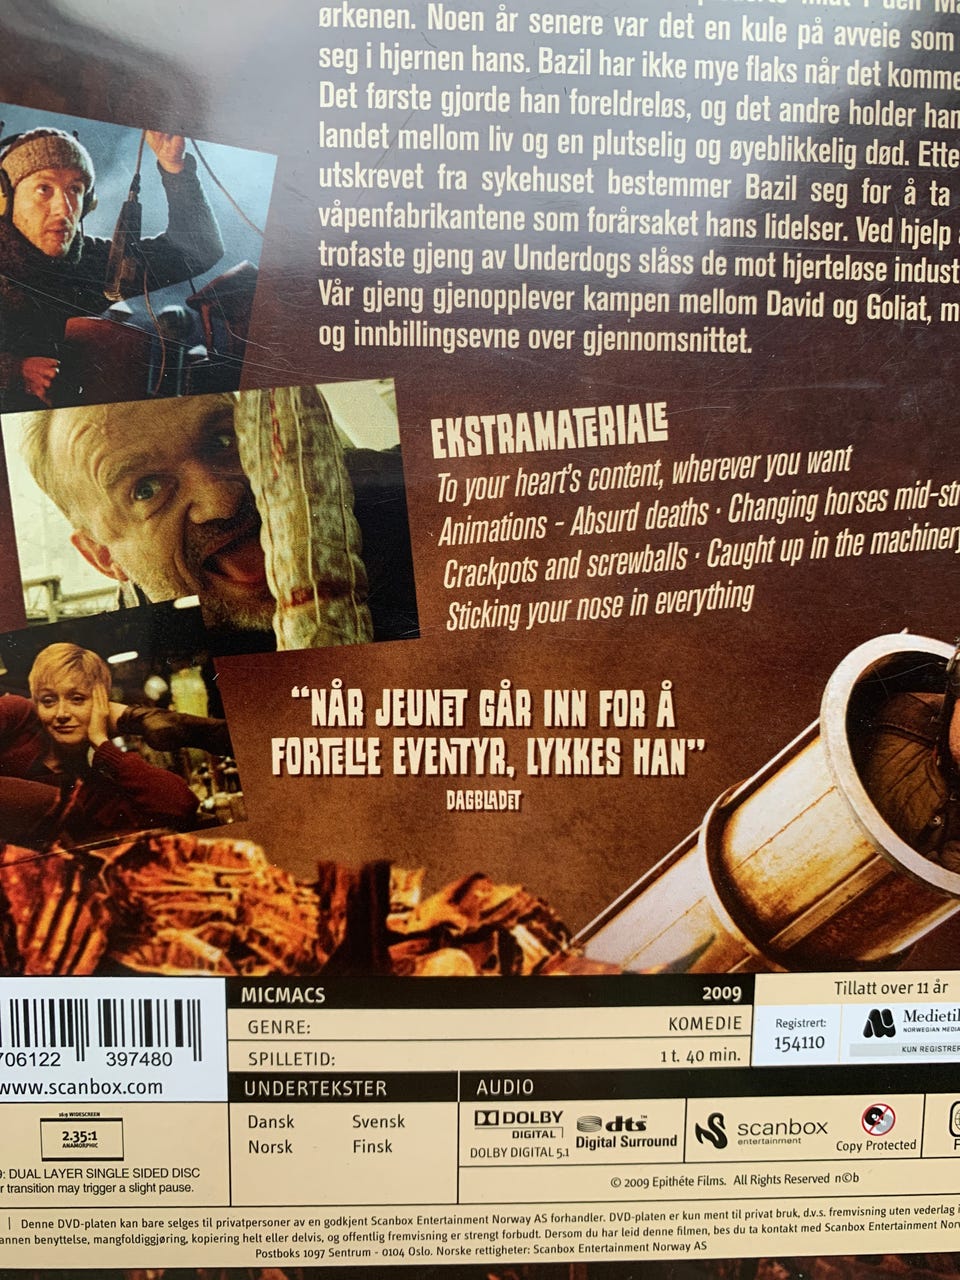 ørkenen. Noen år senere var det en kule på avveie som
seg i hjernen hans. Bazil har ikke mye flaks når det
Det første gjorde han foreldreløs, og det andre holder
landet mellom liv og en plutselig og øyeblikkelig død.
utskrevet fra sykehuset bestemmer Bazil seg for å ta
våpenfabrikantene som forårsaket hans lidelser. Ved hjelp
trofaste gjeng av Underdogs slåss de mot hjerteløse
Vår gjeng gjenopplever kampen mellom David og Goliat,
og innbillingsevne over gjennomsnittet.
EKSTRAMATERIALE
To your heart's content, wherever you want
Animations - Absurd deaths · Changing horses
Crackpots and screwballs · Caught up in the machinery
Sticking your nose in everything
"NÅR JEUNET GÅR INN FOR Å
FORTELLE EVENTYR, LYKKES HAN"
DAGBLADET
706122 397480
www.scanbox.com
MICMACS 2009
GENRE: KOMEDIE
SPILLETID: 1 t. 40 min.
Tillatt over 11 år
Registrert:
154110
NORWEGIAN
KUN
UNDERTEKSTER
Dansk Svensk
Norsk Finsk
AUDIO
DOLBY
DIGITAL
DOLBY DIGITAL 5.1
dts
Digital Surround
scanbox
entertainment
Copy Protected
16:9 WIDESCREEN
2.35:1
ANAMORPHIC
9: DUAL LAYER SINGLE SIDED DISC
transition may trigger a slight pause.
© 2009 Epithéte Films. All Rights Reserved n©b
| Denne DVD-platen kan bare selges til privatpersoner av en godkjent Scanbox Entertainment Norway AS forhandler. DVD-platen er kun ment til privat bruk, d.v.s. fremvisning uten vederlag
annen benyttelse, mangfoldiggjøring, kopiering helt eller delvis, og offentlig fremvisning er strengt forbudt. Dersom du har leid denne filmen, bes du ta kontakt med Scanbox Entertainment
Postboks 1097 Sentrum - 0104 Oslo. Norske rettigheter: Scanbox Entertainment Norway AS